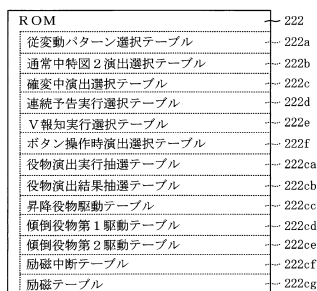 ROM 222
従変動パターン選択テーブル 222a
通常中特図2演出選択テーブル 222b
確変中演出選択テーブル 222c
連続予告実行選択テーブル 222d
V報知実行選択テーブル 222e
ボタン操作時演出選択テーブル 222f
役物演出実行抽選テーブル 222ca
役物演出結果抽選テーブル 222cb
昇降役物駆動テーブル 222cc
傾倒役物第1駆動テーブル 222cd
傾倒役物第2駆動テーブル 222ce
励磁中断テーブル 222cf
励磁テーブル 222cg